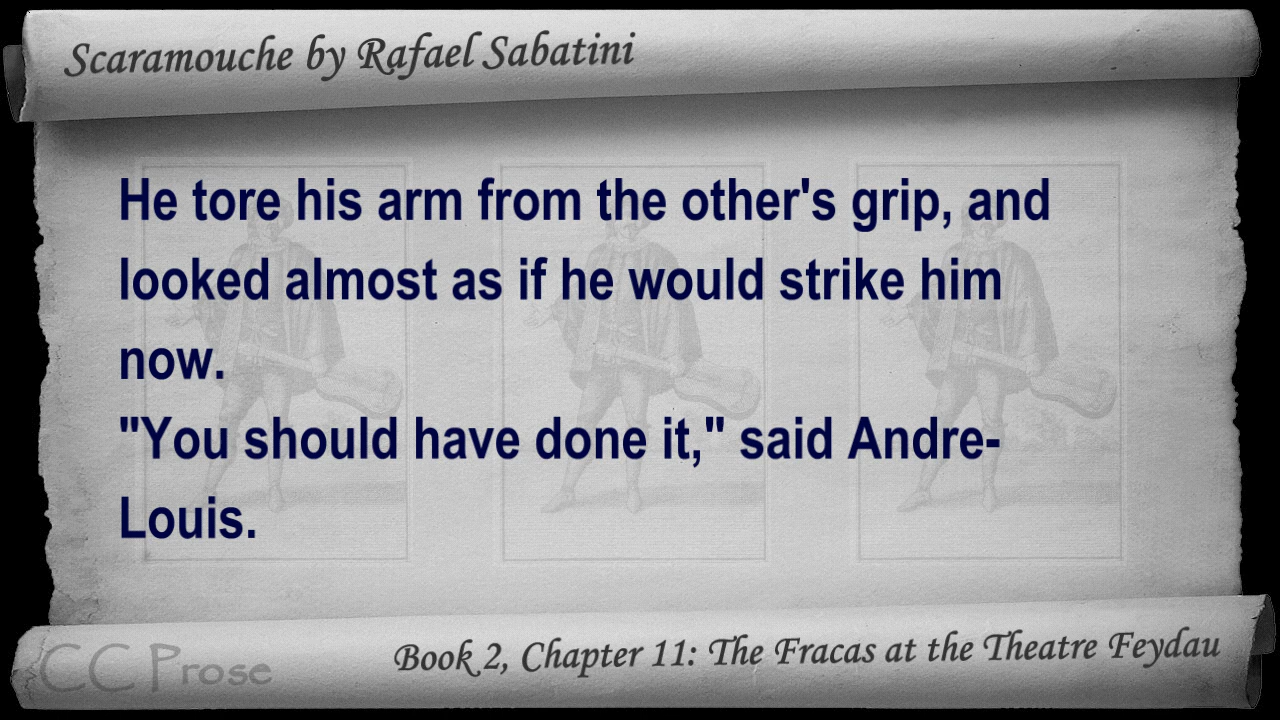 Scaramouche by Rafael Sabatini
He tore his arm from the other's grip, and
looked almost as if he would strike him
now.
"You should have done it," said Andre-
Louis.
CC Prose
Book 2, Chapter 11: The Fracas at the Theatre Feydau